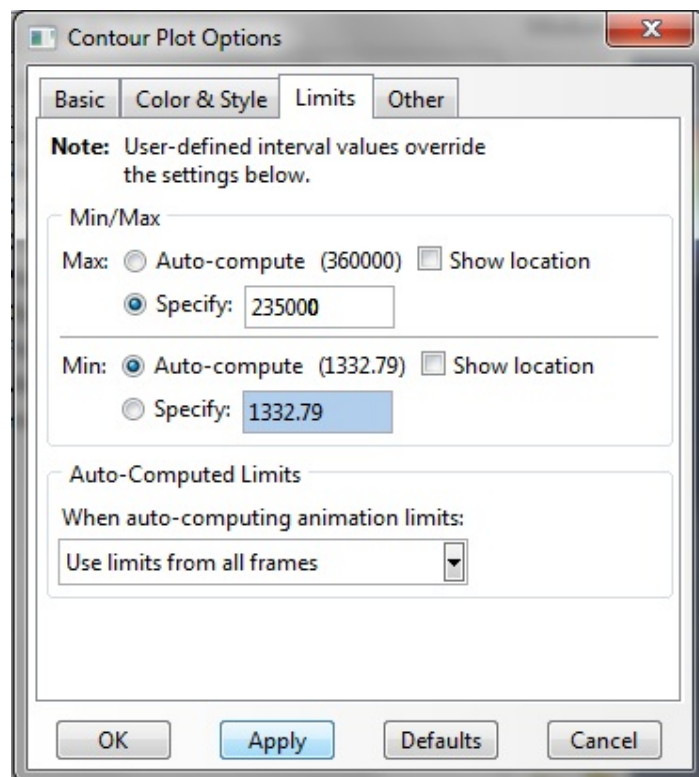 Contour Plot Options
Basic Color & Style Limits Other
Note: User-defined interval values override
the settings below.
Min/Max
Max: Auto-compute (360000) Show location
Specify: 235000
Min: Auto-compute (1332.79) Show location
Specify: 1332.79
Auto-Computed Limits
When auto-computing animation limits:
Use limits from all frames
OK Apply Defaults Cancel